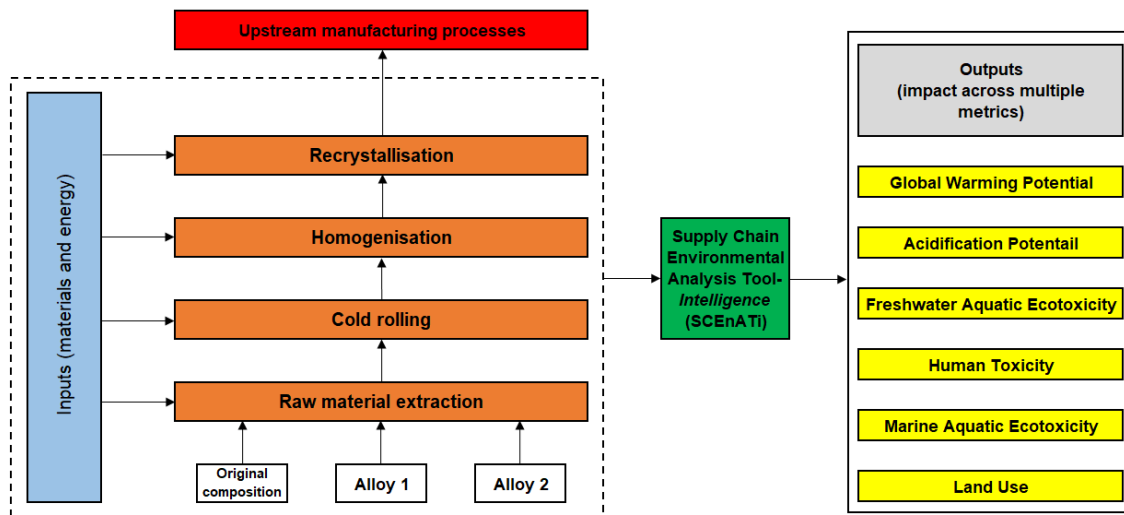 Upstream manufacturing processes
Inputs (materials and energy)
Recrystallisation
Homogenisation
Cold rolling
Raw material extraction
Original
composition
Alloy 1
Alloy 2
Supply Chain
Environmental
Analysis Tool-
Intelligence
(SCEnATi)
Outputs
(impact across multiple
metrics)
Global Warming Potential
Acidification Potentail
Freshwater Aquatic Ecotoxicity
Human Toxicity
Marine Aquatic Ecotoxicity
Land Use